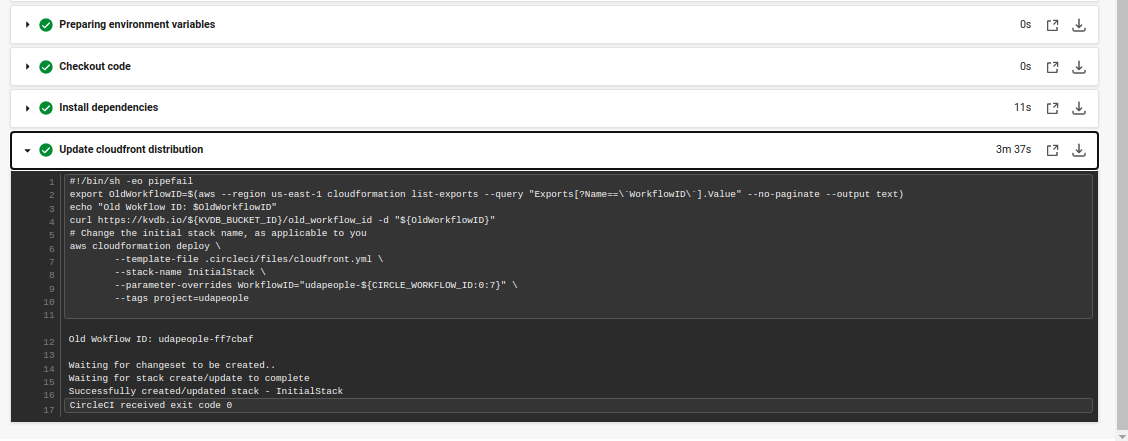 Preparing environment variables 0s
Checkout code 0s
Install dependencies 11s
Update cloudfront distribution 3m 37s
1 #!/bin/sh -eo pipefail
2 export OldWorkflowID=$(aws --region us-east-1 cloudformation list-exports --query "Exports[?Name==\`WorkflowID\`].Value" --no-paginate --output text)
3 echo "Old Wokflow ID: $OldWorkflowID"
4 curl https://kvdb.io/${KVDB_BUCKET_ID}/old_workflow_id -d "${OldWorkflowID}"
5 # Change the initial stack name, as applicable to you
6 aws cloudformation deploy \
7 --template-file .circleci/files/cloudfront.yml \
8 --stack-name InitialStack \
9 --parameter-overrides WorkflowID="udapeople-${CIRCLE_WORKFLOW_ID:0:7}" \
10 --tags project=udapeople
11
12 Old Wokflow ID: udapeople-ff7cbaf
13
14 Waiting for changeset to be created..
15 Waiting for stack create/update to complete
16 Successfully created/updated stack - InitialStack
17 CircleCI received exit code 0